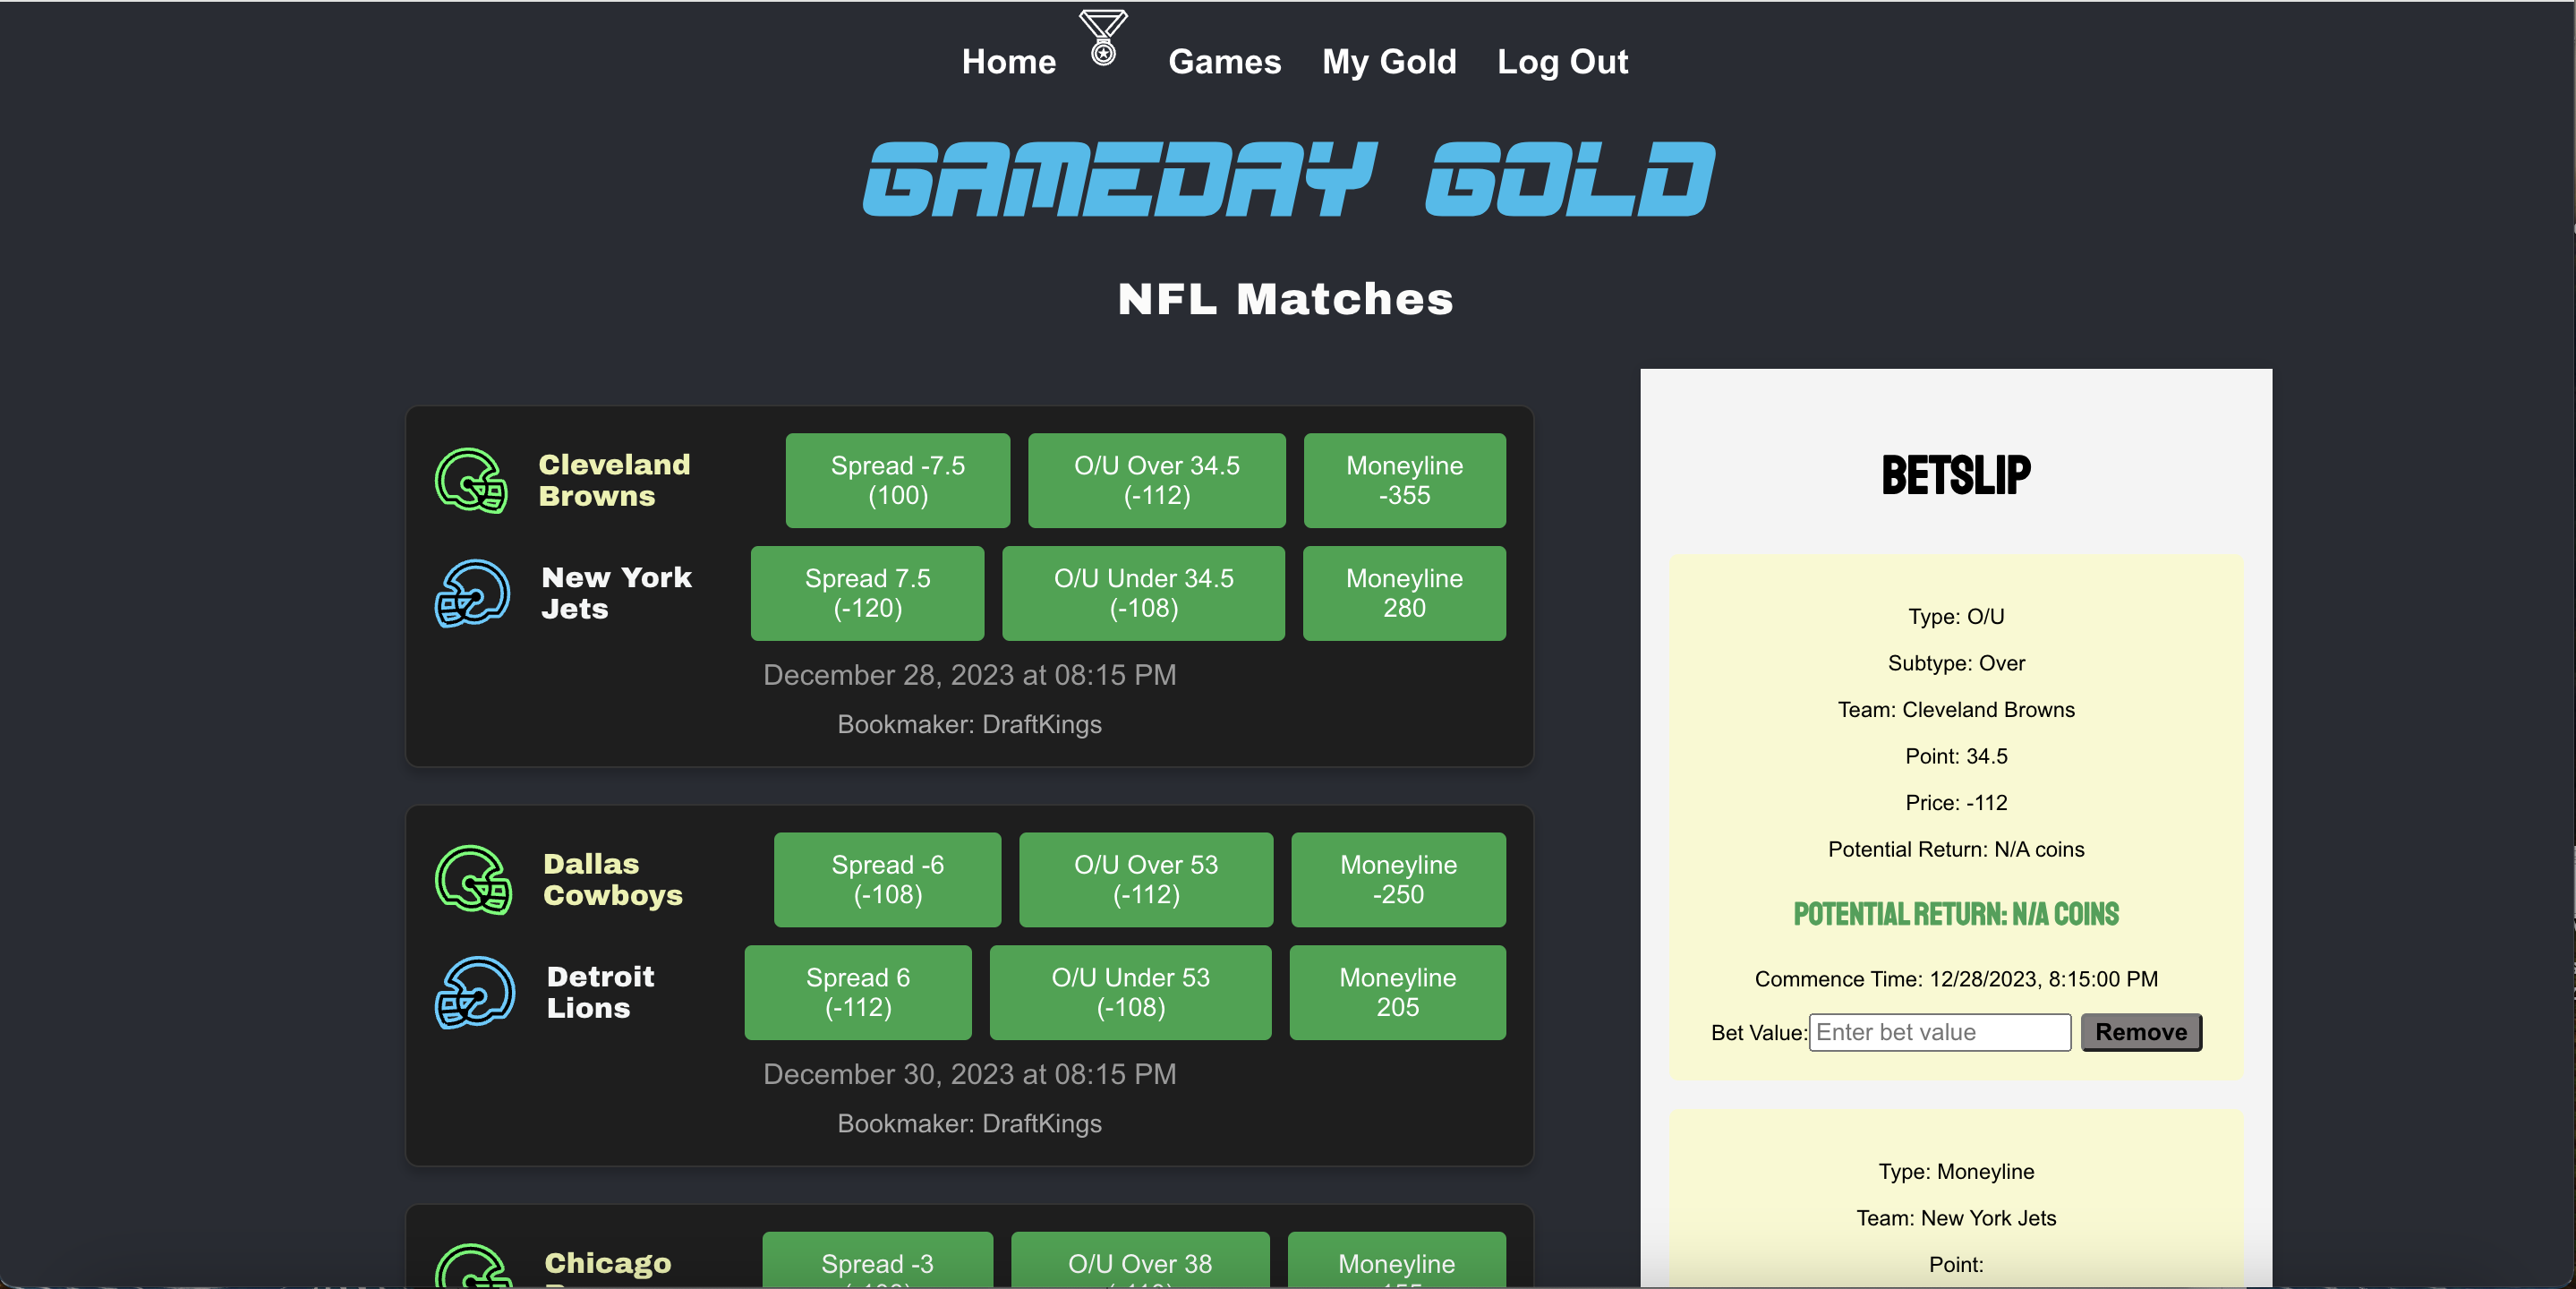 Home Games My Gold Log Out
GAMEDAY GOLD
NFL Matches
Cleveland
Browns
Spread -7.5
(100)
O/U Over 34.5
(-112)
Moneyline
-355
New York
Jets
Spread 7.5
(-120)
O/U Under 34.5
(-108)
Moneyline
280
December 28, 2023 at 08:15 PM
Bookmaker: DraftKings
Dallas
Cowboys
Spread -6
(-108)
O/U Over 53
(-112)
Moneyline
-250
Detroit
Lions
Spread 6
(-112)
O/U Under 53
(-108)
Moneyline
205
December 30, 2023 at 08:15 PM
Bookmaker: DraftKings
Chicago
Spread -3
O/U Over 38
Moneyline
BETSLIP
Type: O/U
Subtype: Over
Team: Cleveland Browns
Point: 34.5
Price: -112
Potential Return: N/A coins
POTENTIAL RETURN: N/A COINS
Commence Time: 12/28/2023, 8:15:00 PM
Bet Value: Enter bet value Remove
Type: Moneyline
Team: New York Jets
Point: